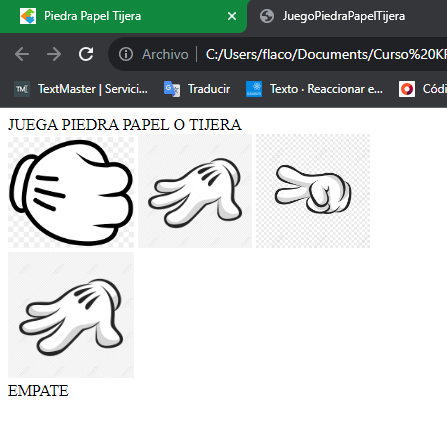 Piedra Papel Tijera
JuegoPiedraPapelTijera
Archivo C:/Users/flaco/Documents/Curso%20K
TextMaster | Servici... Traducir Texto · Reaccionar e... Códi
JUEGA PIEDRA PAPEL O TIJERA
EMPATE